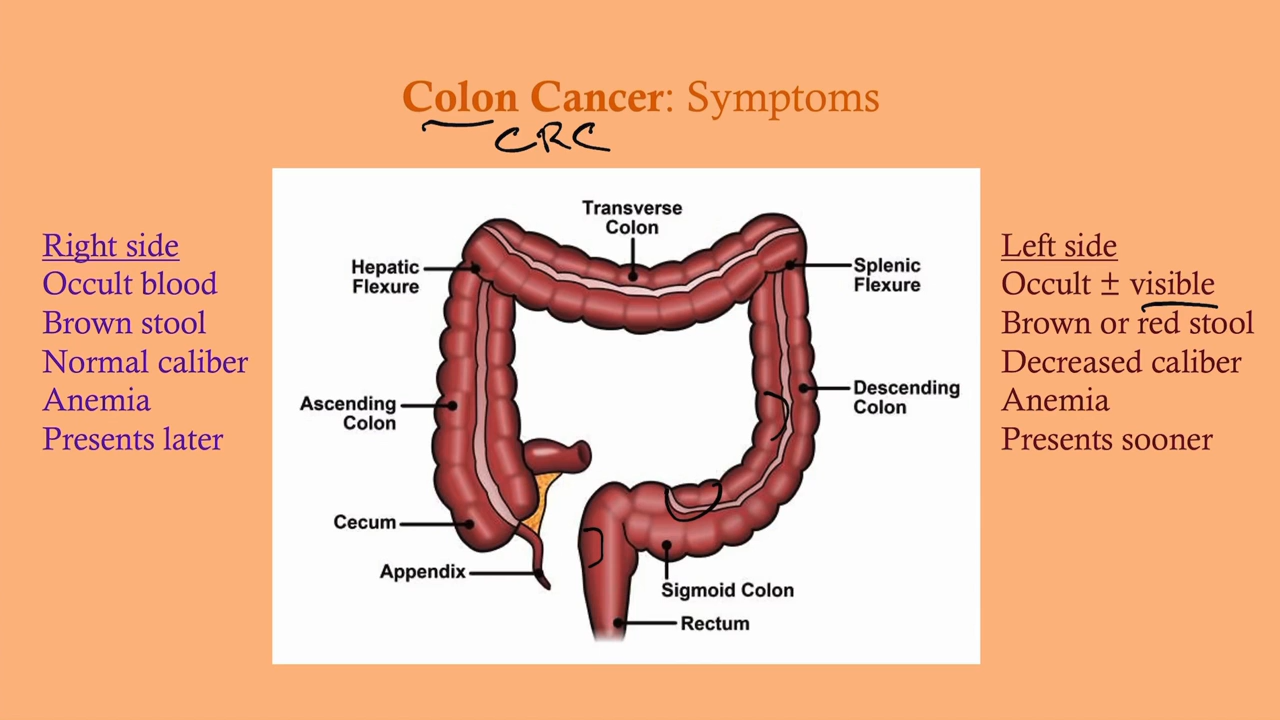 Colon Cancer: Symptoms
CRC
Right side
Occult blood
Brown stool
Normal caliber
Anemia
Presents later
Transverse
Colon
Hepatic
Flexure
Splenic
Flexure
Ascending
Colon
Descending
Colon
Cecum
Appendix
Sigmoid Colon
Rectum
Left side
Occult ± visible
Brown or red stool
Decreased caliber
Anemia
Presents sooner